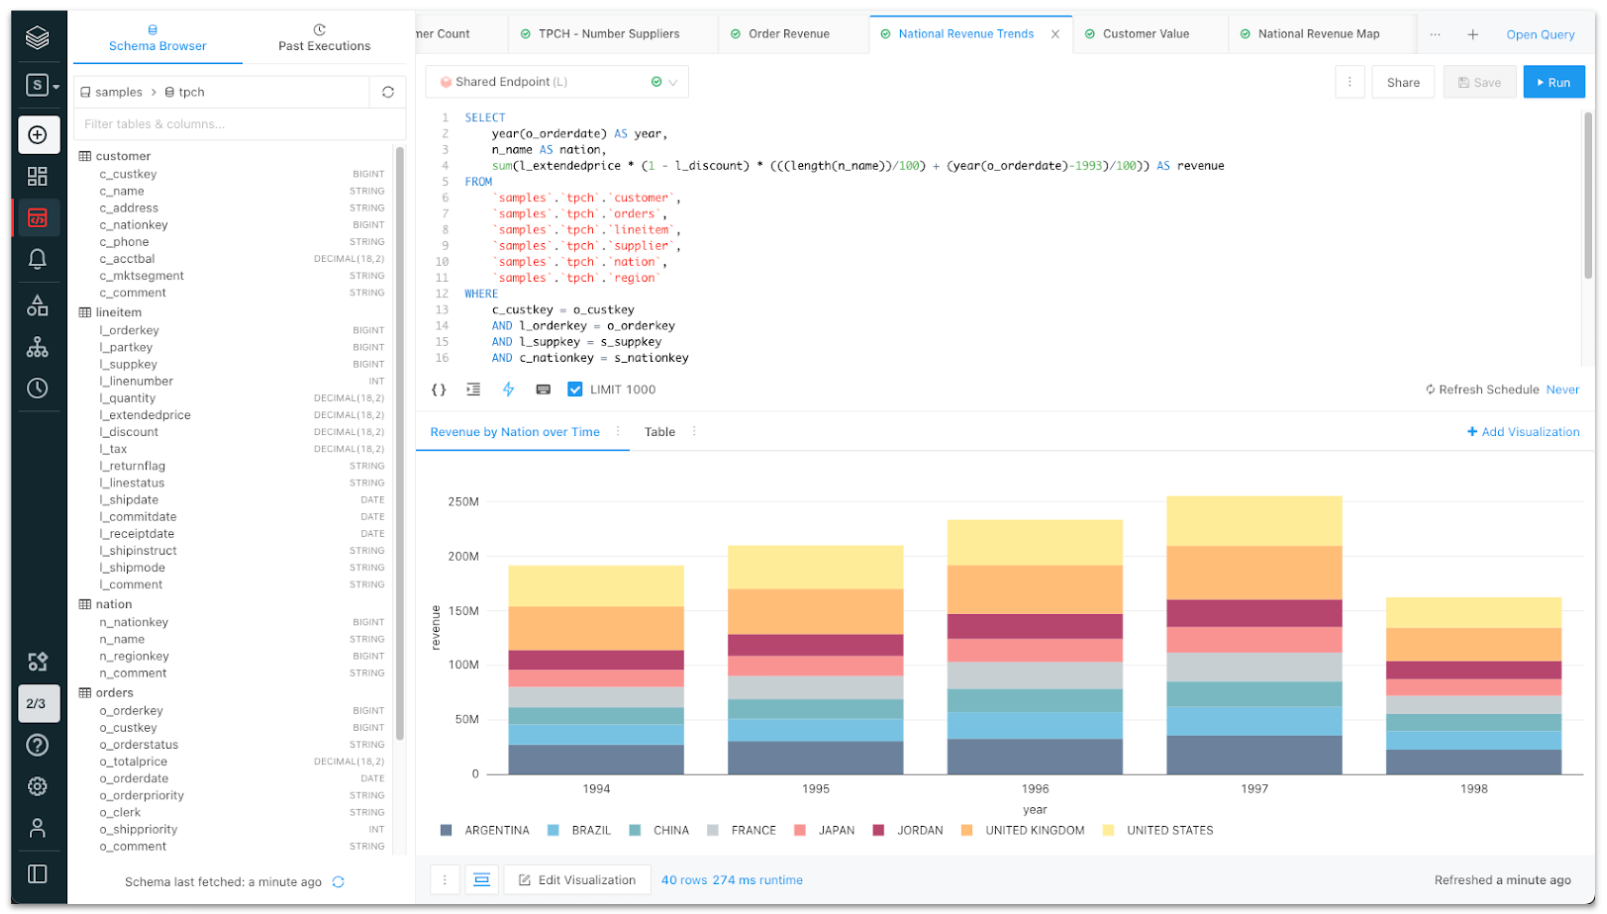 S
2/3
Schema Browser
Past Executions
samples > tpch
Filter tables & columns...
customer
c_custkey BIGINT
c_name STRING
c_address STRING
c_nationkey BIGINT
c_phone STRING
c_acctbal DECIMAL(18,2)
c_mktsegment STRING
c_comment STRING
lineitem
l_orderkey BIGINT
l_partkey BIGINT
l_suppkey BIGINT
l_linenumber INT
l_quantity DECIMAL(18,2)
l_extendedprice DECIMAL(18,2)
l_discount DECIMAL(18,2)
l_tax DECIMAL(18,2)
l_returnflag STRING
l_linestatus STRING
l_shipdate DATE
l_commitdate DATE
l_receiptdate DATE
l_shipinstruct STRING
l_shipmode STRING
l_comment STRING
nation
n_nationkey BIGINT
n_name STRING
n_regionkey BIGINT
n_comment STRING
orders
o_orderkey BIGINT
o_custkey BIGINT
o_orderstatus STRING
o_totalprice DECIMAL(18,2)
o_orderdate DATE
o_orderpriority STRING
o_clerk STRING
o_shippriority INT
o_comment STRING
Schema last fetched: a minute ago
mer Count
TPCH - Number Suppliers
Order Revenue
National Revenue Trends
Customer Value
National Revenue Map
Open Query
Shared Endpoint (L)
Share
Save
Run
1 SELECT
2 year(o_orderdate) AS year,
3 n_name AS nation,
4 sum(l_extendedprice * (1 - l_discount) * (((length(n_name))/100) + (year(o_orderdate)-1993)/100)) AS revenue
5 FROM
6 `samples`.`tpch`.`customer`,
7 `samples`.`tpch`.`orders`,
8 `samples`.`tpch`.`lineitem`,
9 `samples`.`tpch`.`supplier`,
10 `samples`.`tpch`.`nation`,
11 `samples`.`tpch`.`region`
12 WHERE
13 c_custkey = o_custkey
14 AND l_orderkey = o_orderkey
15 AND l_suppkey = s_suppkey
16 AND c_nationkey = s_nationkey
{} LIMIT 1000
Refresh Schedule Never
Revenue by Nation over Time
Table
+ Add Visualization
250M
200M
150M
100M
50M
0
revenue
1994 1995 1996 1997 1998
year
ARGENTINA BRAZIL CHINA FRANCE JAPAN JORDAN UNITED KINGDOM UNITED STATES
Edit Visualization
40 rows 274 ms runtime
Refreshed a minute ago